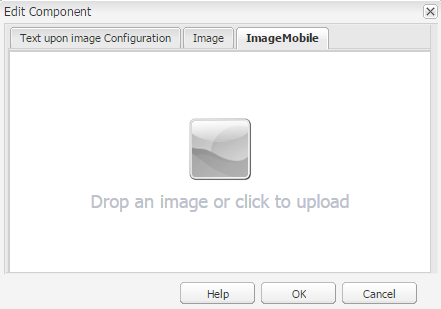 Edit Component
Text upon image Configuration Image ImageMobile
Drop an image or click to upload
Help OK Cancel